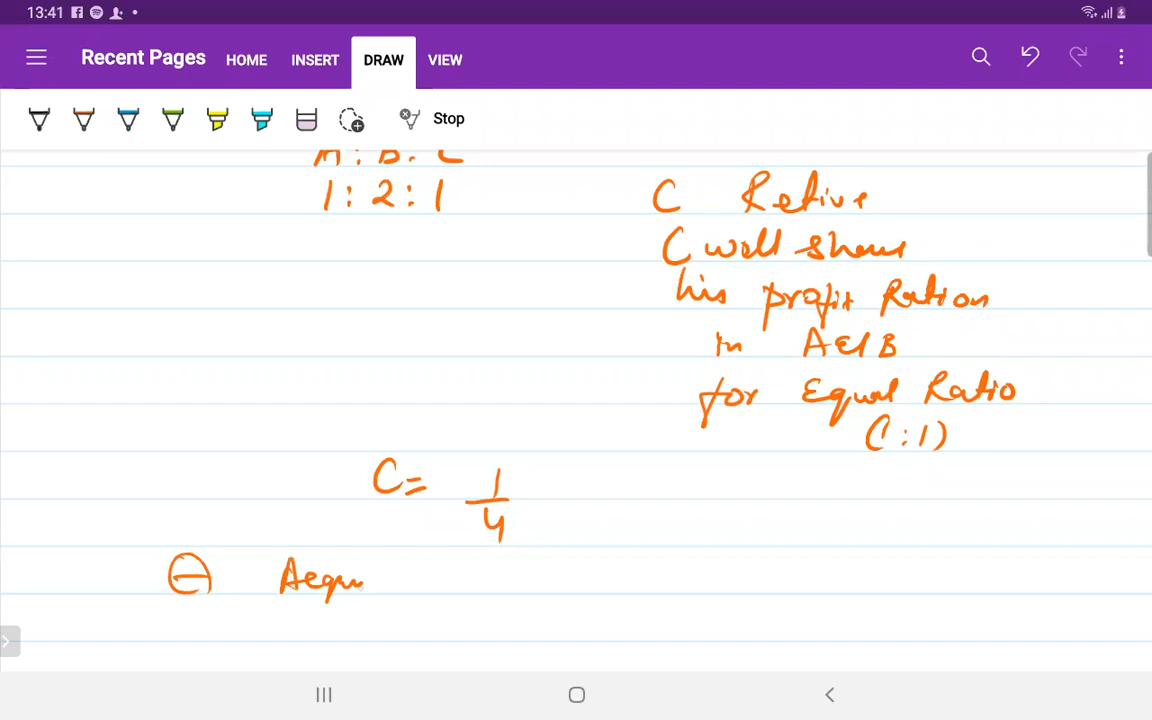 13:41
Recent Pages HOME INSERT DRAW VIEW
Stop
A : B : C
1 : 2 : 1
C Retire
C will share
his profit Ration
in A & B
for Equal Ratio
(1 : 1)
C = 1/4
Aequ